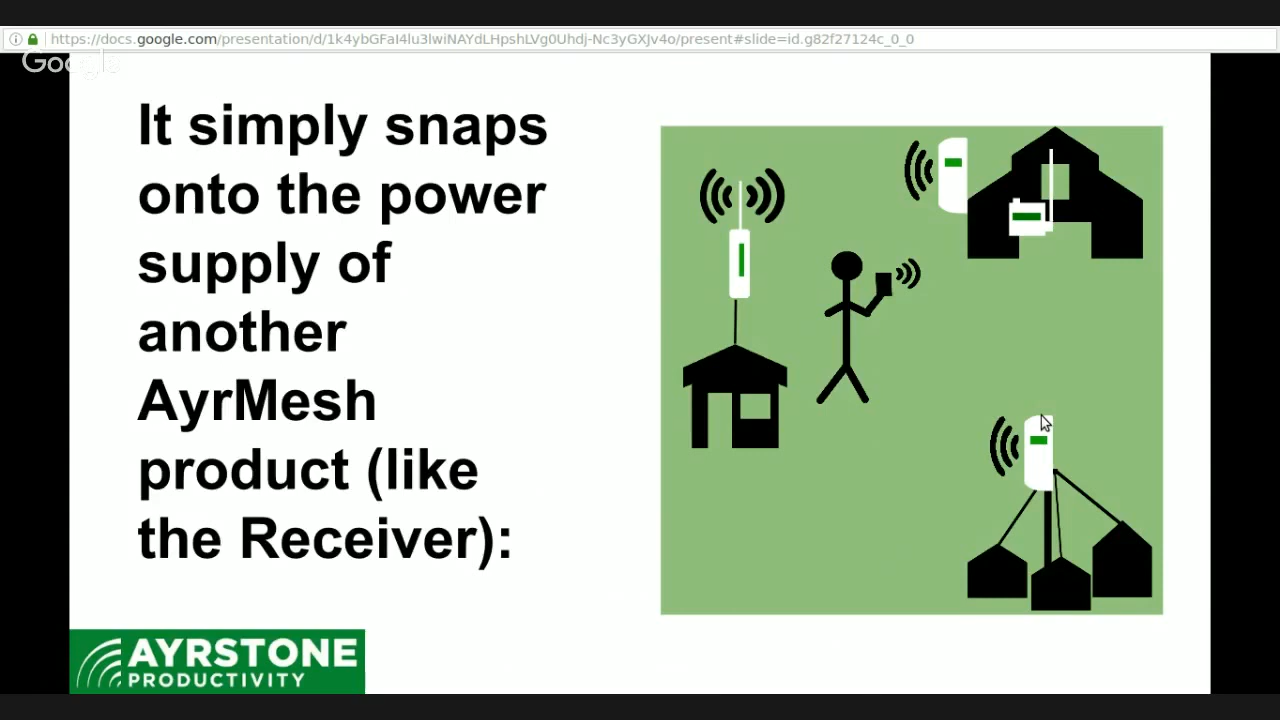 https://docs.google.com/presentation/d/1k4ybGFaI4lu3lwiNAYdLHpshLVg0Uhdj-Nc3yGXJv4o/present#slide=id.g82f27124c_0_0
Google
It simply snaps
onto the power
supply of
another
AyrMesh
product (like
the Receiver):
AYRSTONE
PRODUCTIVITY